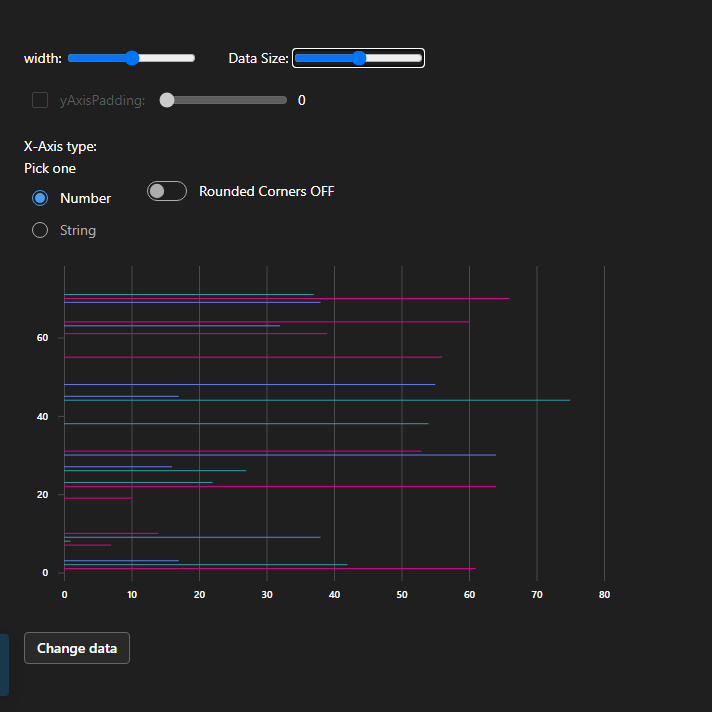 width: Data Size:
yAxisPadding: 0
X-Axis type:
Pick one
Number Rounded Corners OFF
String
60
40
20
0
0 10 20 30 40 50 60 70 80
Change data